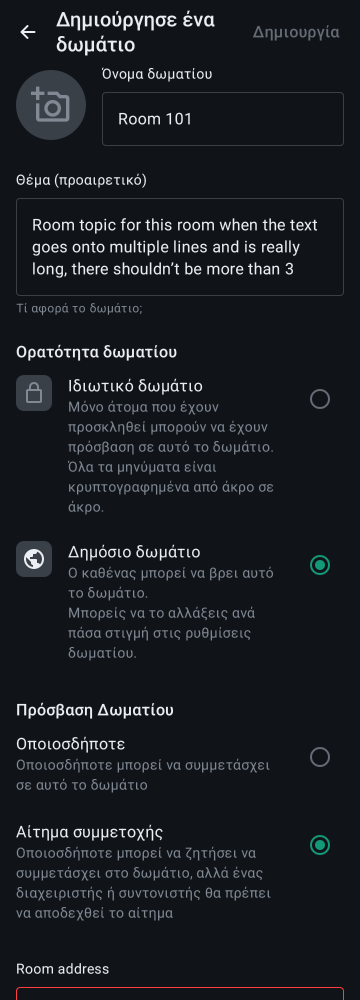 Δημιούργησε ένα
δωμάτιο
Δημιουργία
Όνομα δωματίου
Room 101
Θέμα (προαιρετικό)
Room topic for this room when the text
goes onto multiple lines and is really
long, there shouldn’t be more than 3
Τί αφορά το δωμάτιο;
Ορατότητα δωματίου
Ιδιωτικό δωμάτιο
Μόνο άτομα που έχουν
προσκληθεί μπορούν να έχουν
πρόσβαση σε αυτό το δωμάτιο.
Όλα τα μηνύματα είναι
κρυπτογραφημένα από άκρο σε
άκρο.
Δημόσιο δωμάτιο
Ο καθένας μπορεί να βρει αυτό
το δωμάτιο.
Μπορείς να το αλλάξεις ανά
πάσα στιγμή στις ρυθμίσεις
δωματίου.
Πρόσβαση Δωματίου
Οποιοσδήποτε
Οποιοσδήποτε μπορεί να συμμετάσχει
σε αυτό το δωμάτιο
Αίτημα συμμετοχής
Οποιοσδήποτε μπορεί να ζητήσει να
συμμετάσχει στο δωμάτιο, αλλά ένας
διαχειριστής ή συντονιστής θα πρέπει
να αποδεχθεί το αίτημα
Room address